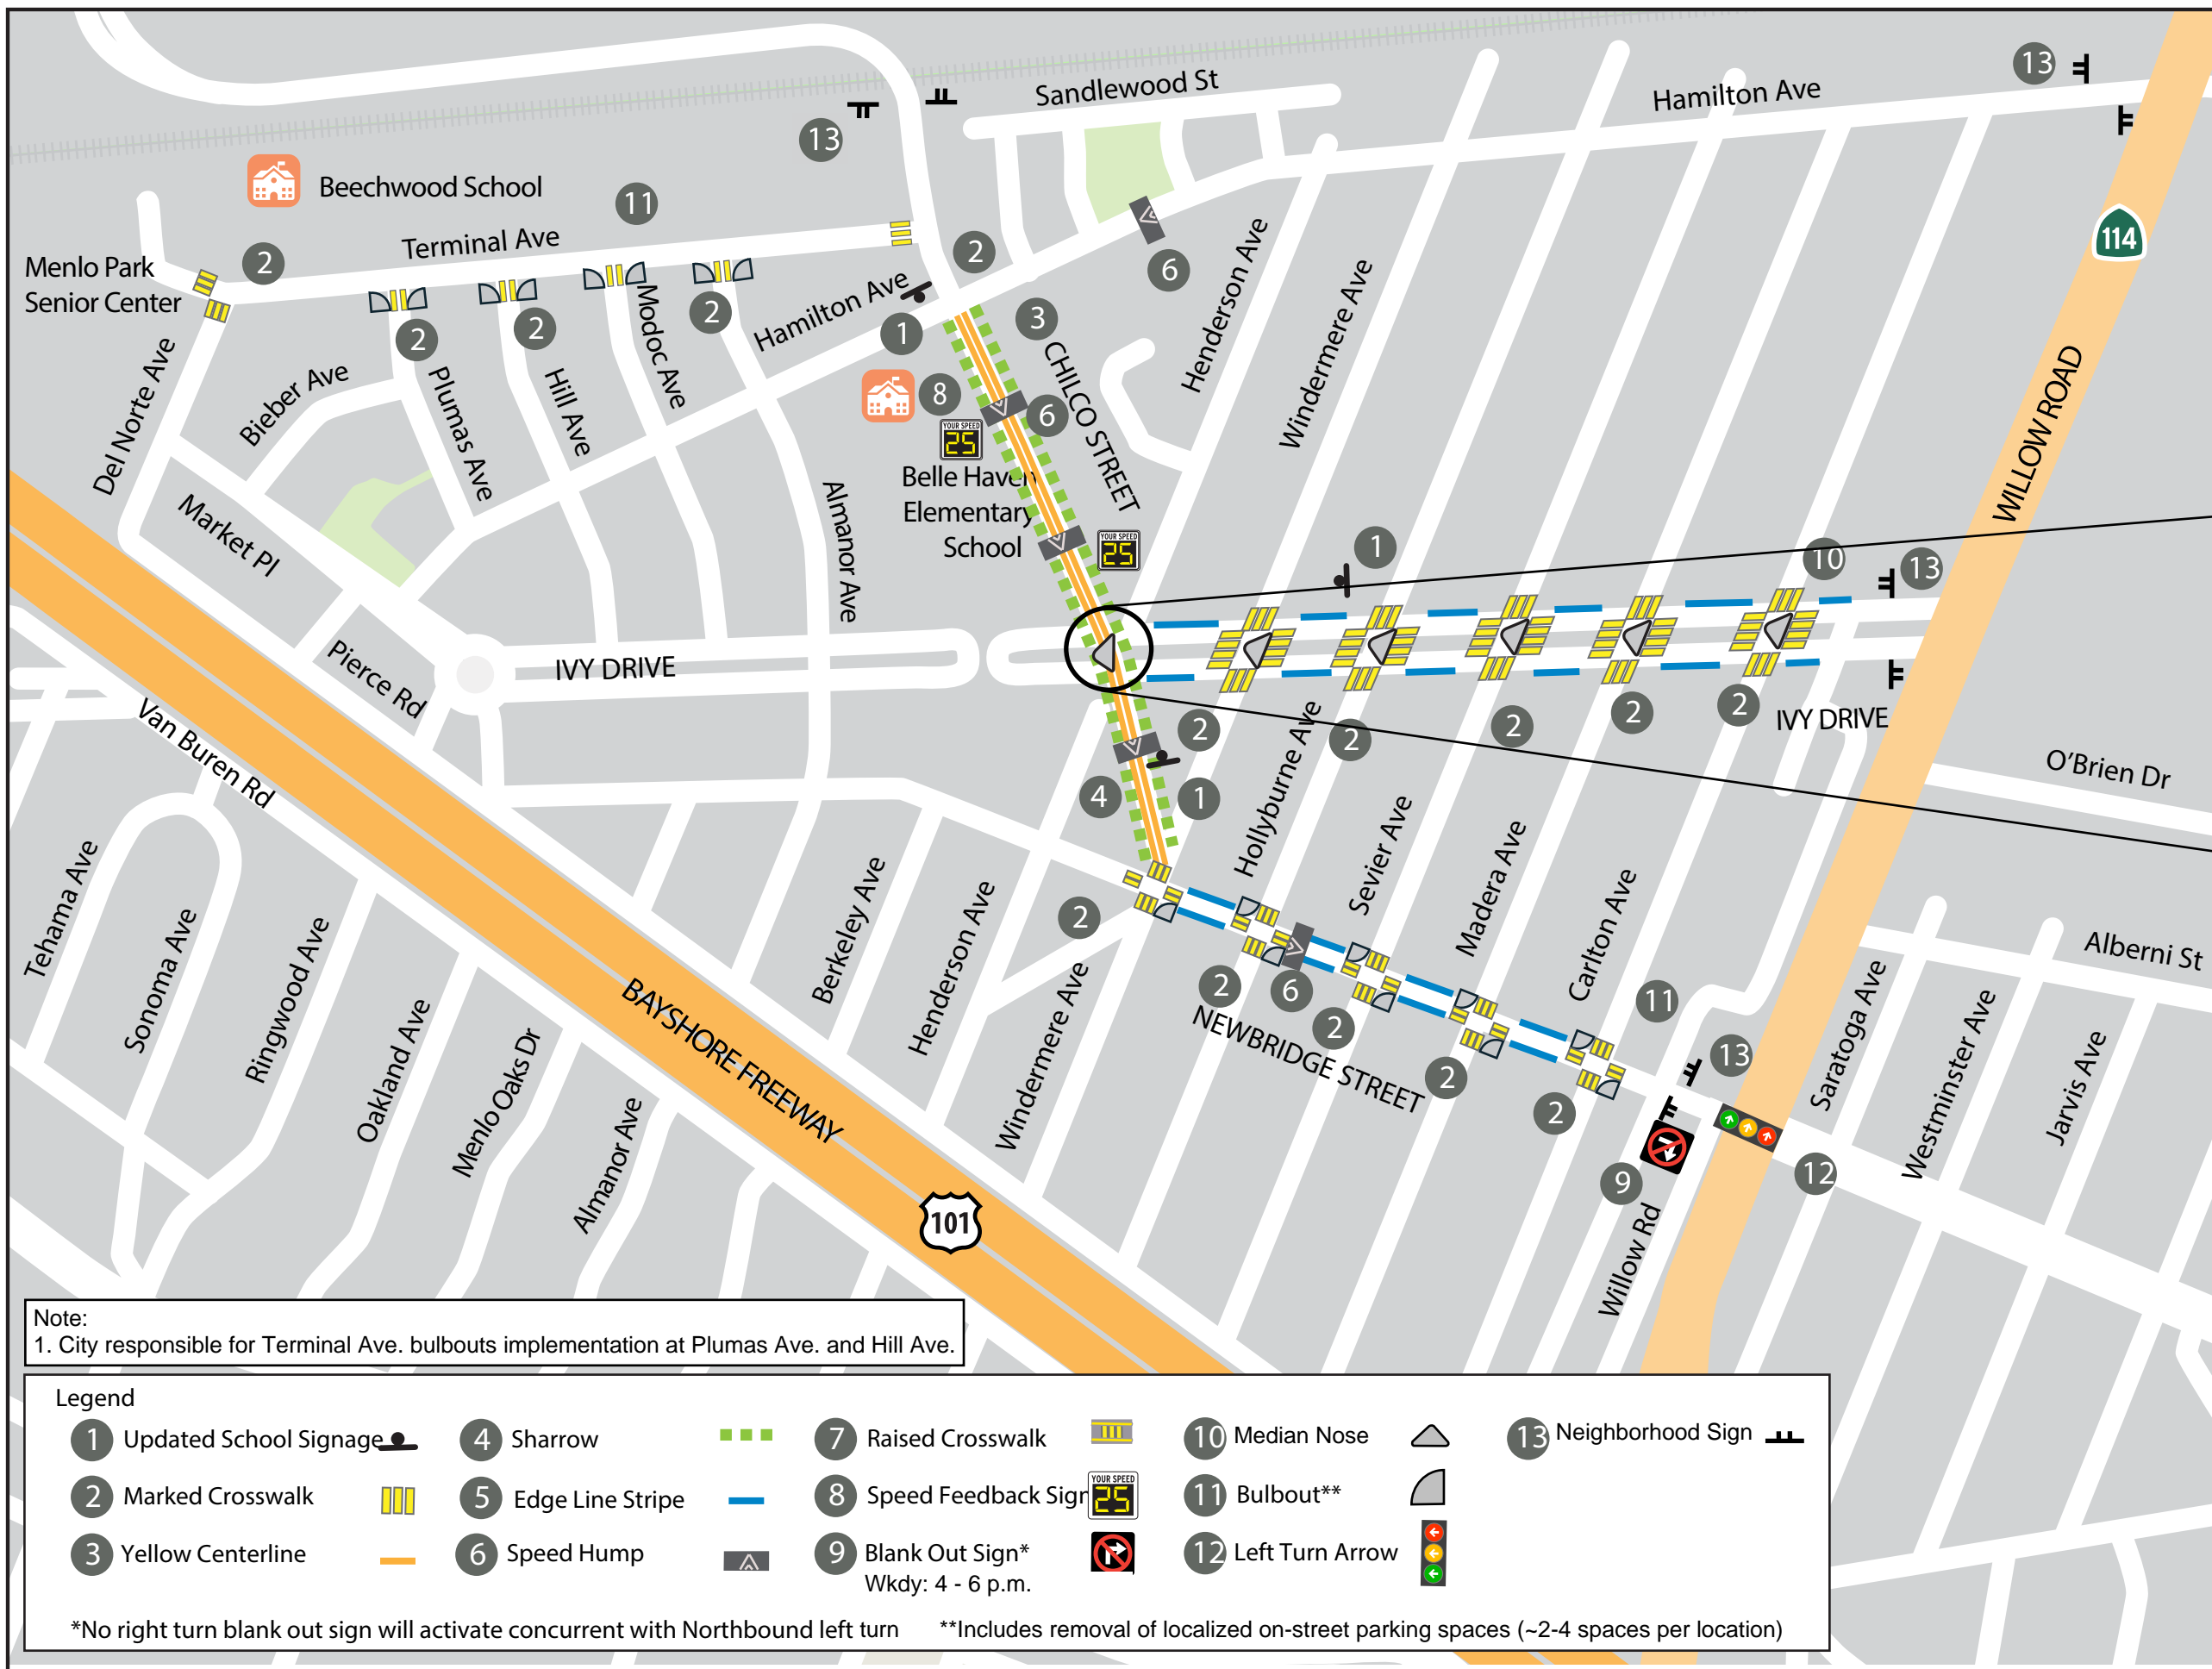 Sandlewood St
Hamilton Ave
13
13
114
Beechwood School
11
Terminal Ave
2
2
Menlo Park
Senior Center
6
Hamilton Ave
Henderson Ave
Windermere Ave
Modoc Ave
2
2
2
1
3
CHILCO STREET
WILLOW ROAD
Del Norte Ave
Bieber Ave
Plumas Ave
Hill Ave
8
6
YOUR SPEED
25
Belle Haven
Elementary
School
Almanor Ave
Market Pl
YOUR SPEED
25
1
10
13
Pierce Rd
IVY DRIVE
2
2
2
2
2
IVY DRIVE
Van Buren Rd
Hollyburne Ave
O'Brien Dr
4
1
Sevier Ave
Madera Ave
Carlton Ave
Tehama Ave
Sonoma Ave
Ringwood Ave
Oakland Ave
Menlo Oaks Dr
Almanor Ave
BAYSHORE FREEWAY
Berkeley Ave
Henderson Ave
Windermere Ave
2
2
6
2
NEWBRIDGE STREET
2
2
11
13
Alberni St
Saratoga Ave
Westminster Ave
Jarvis Ave
9
12
Willow Rd
101
Note:
1. City responsible for Terminal Ave. bulbouts implementation at Plumas Ave. and Hill Ave.
Legend
1 Updated School Signage
2 Marked Crosswalk
3 Yellow Centerline
4 Sharrow
5 Edge Line Stripe
6 Speed Hump
7 Raised Crosswalk
8 Speed Feedback Sign
YOUR SPEED
25
9 Blank Out Sign*
Wkdy: 4 - 6 p.m.
10 Median Nose
11 Bulbout**
12 Left Turn Arrow
13 Neighborhood Sign
*No right turn blank out sign will activate concurrent with Northbound left turn
**Includes removal of localized on-street parking spaces (~2-4 spaces per location)